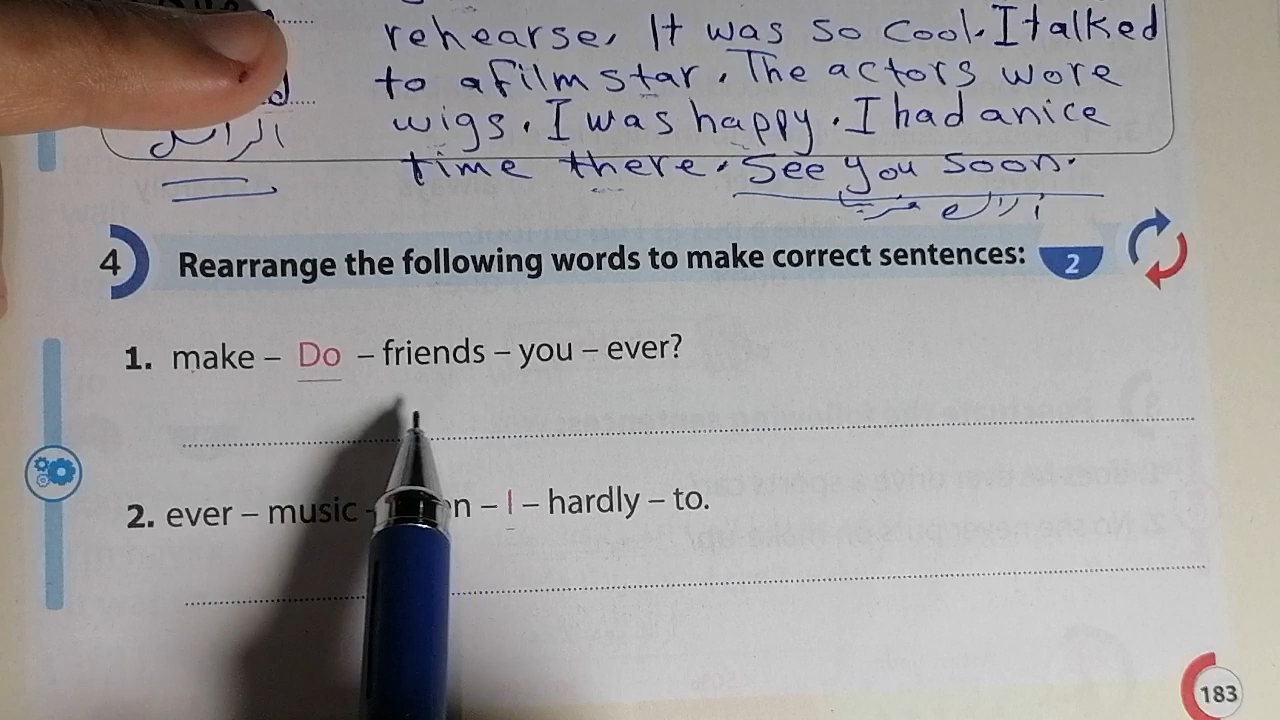 rehearse. It was so cool. I talked
to a film star. The actors wore
wigs. I was happy. I had a nice
time there. See you soon.
4 Rearrange the following words to make correct sentences: 2
1. make – Do – friends – you – ever?
2. ever – music – – I – hardly – to.
183